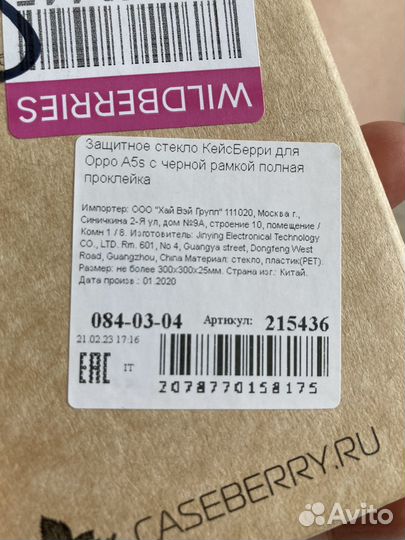 WILDBERRIES
Защитное стекло КейсБерри для
Oppo A5s с черной рамкой полная
проклейка
Импортер: ООО "Хай Вэй Групп" 111020, Москва г.,
Синичкина 2-Я ул, дом №9А, строение 10, помещение /
Комн 1 / 8. Изготовитель: Jinying Electronical Technology
CO., LTD. Rm. 601, No 4, Guangya street, Dongfeng West
Road, Guangzhou, China Материал: стекло, пластик(PET).
Размер: не более 300х300х25мм. Страна изг.: Китай.
Дата произв.: 01.2020
084-03-04 Артикул: 215436
21.02.23 17:16
EAC IT
2078770158175
CASEBERRY.RU
Avito